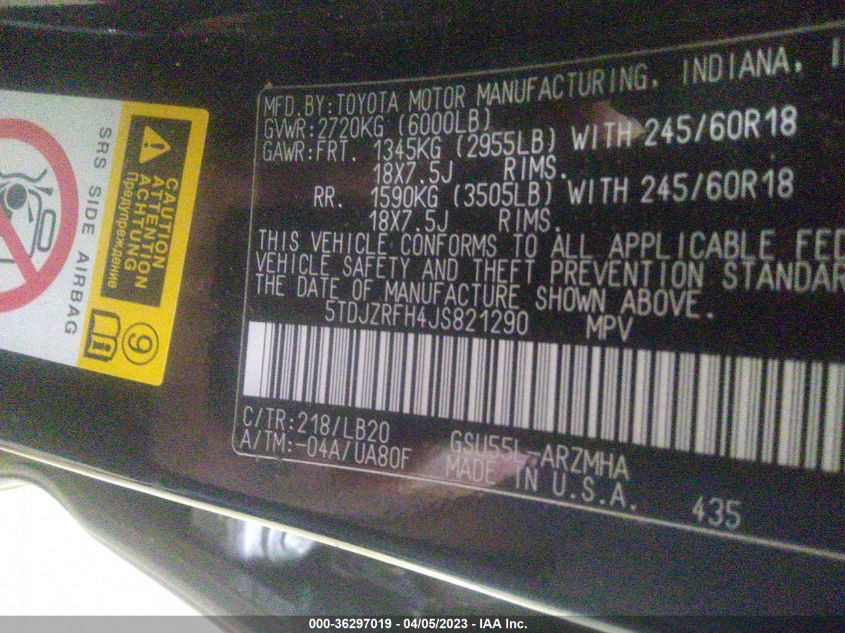 SRS SIDE AIRBAG
CAUTION
ATTENTION
ACHTUNG
Предупреждение
MFD. BY: TOYOTA MOTOR MANUFACTURING, INDIANA,
GVWR:2720KG (6000LB)
GAWR:FRT. 1345KG (2955LB) WITH 245/60R18
18X7.5J RIMS.
RR. 1590KG (3505LB) WITH 245/60R18
18X7.5J RIMS.
THIS VEHICLE CONFORMS TO ALL APPLICABLE FED
VEHICLE SAFETY AND THEFT PREVENTION STANDAR
THE DATE OF MANUFACTURE SHOWN ABOVE.
5TDJZRFH4JS821290 MPV
C/TR:218/LB20
A/TM:-04A/UA80F
GSU55L-ARZMHA
MADE IN U.S.A.
435
000-36297019 - 04/05/2023 - IAA Inc.